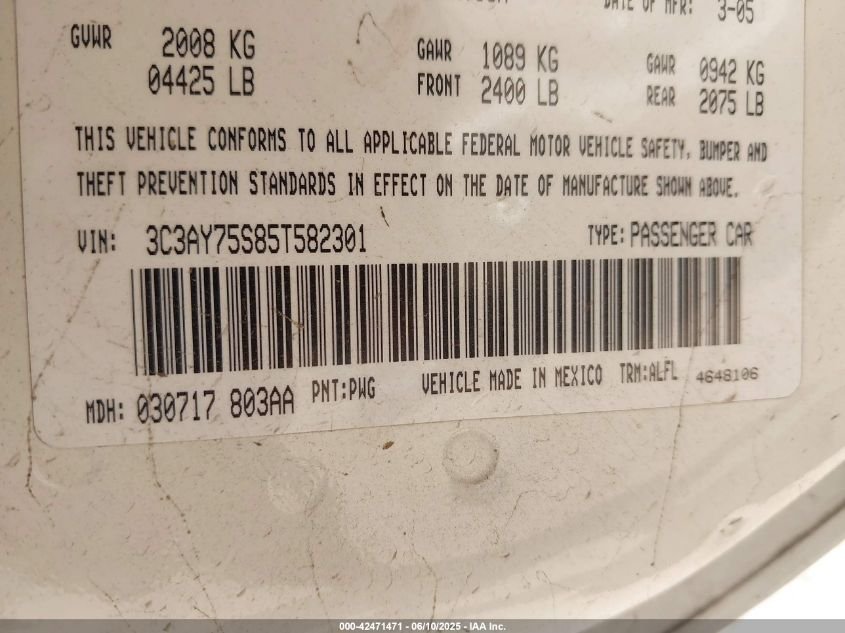 DATE OF MFR: 3-05
GVWR 2008 KG GAWR 1089 KG GAWR 0942 KG
04425 LB FRONT 2400 LB REAR 2075 LB
THIS VEHICLE CONFORMS TO ALL APPLICABLE FEDERAL MOTOR VEHICLE SAFETY, BUMPER AND
THEFT PREVENTION STANDARDS IN EFFECT ON THE DATE OF MANUFACTURE SHOWN ABOVE.
VIN: 3C3AY75S85T582301 TYPE: PASSENGER CAR
MDH: 030717 803AA PNT:PWG VEHICLE MADE IN MEXICO TRM:ALFL 4648106
000-42471471 - 06/10/2025 - IAA Inc.